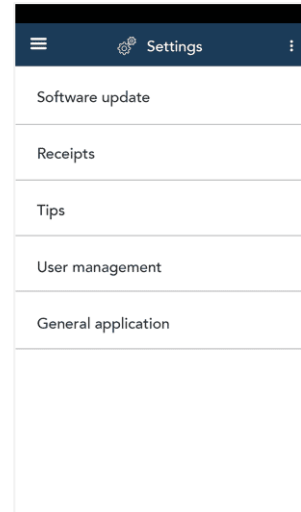 Settings
Software update
Receipts
Tips
User management
General application